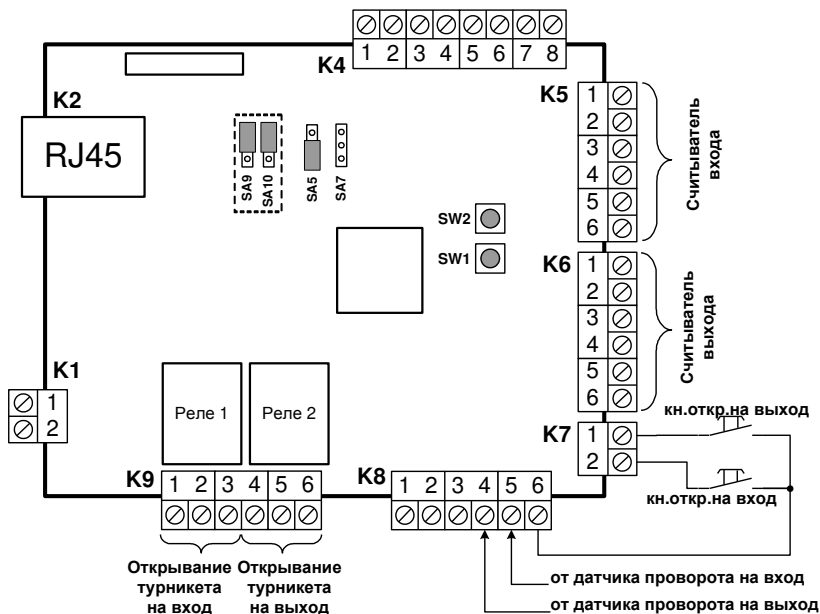 K4
1 2 3 4 5 6 7 8
K2
RJ45
SA9
SA10
SA5
SA7
SW2
SW1
K5
1
2
3
4
5
6
Считыватель
входа
K6
1
2
3
4
5
6
Считыватель
выхода
K1
1
2
Реле 1
Реле 2
K7
1
2
кн.откр.на выход
кн.откр.на вход
K9
1 2 3 4 5 6
K8
1 2 3 4 5 6
Открывание
турникета
на вход
Открывание
турникета
на выход
от датчика проворота на вход
от датчика проворота на выход